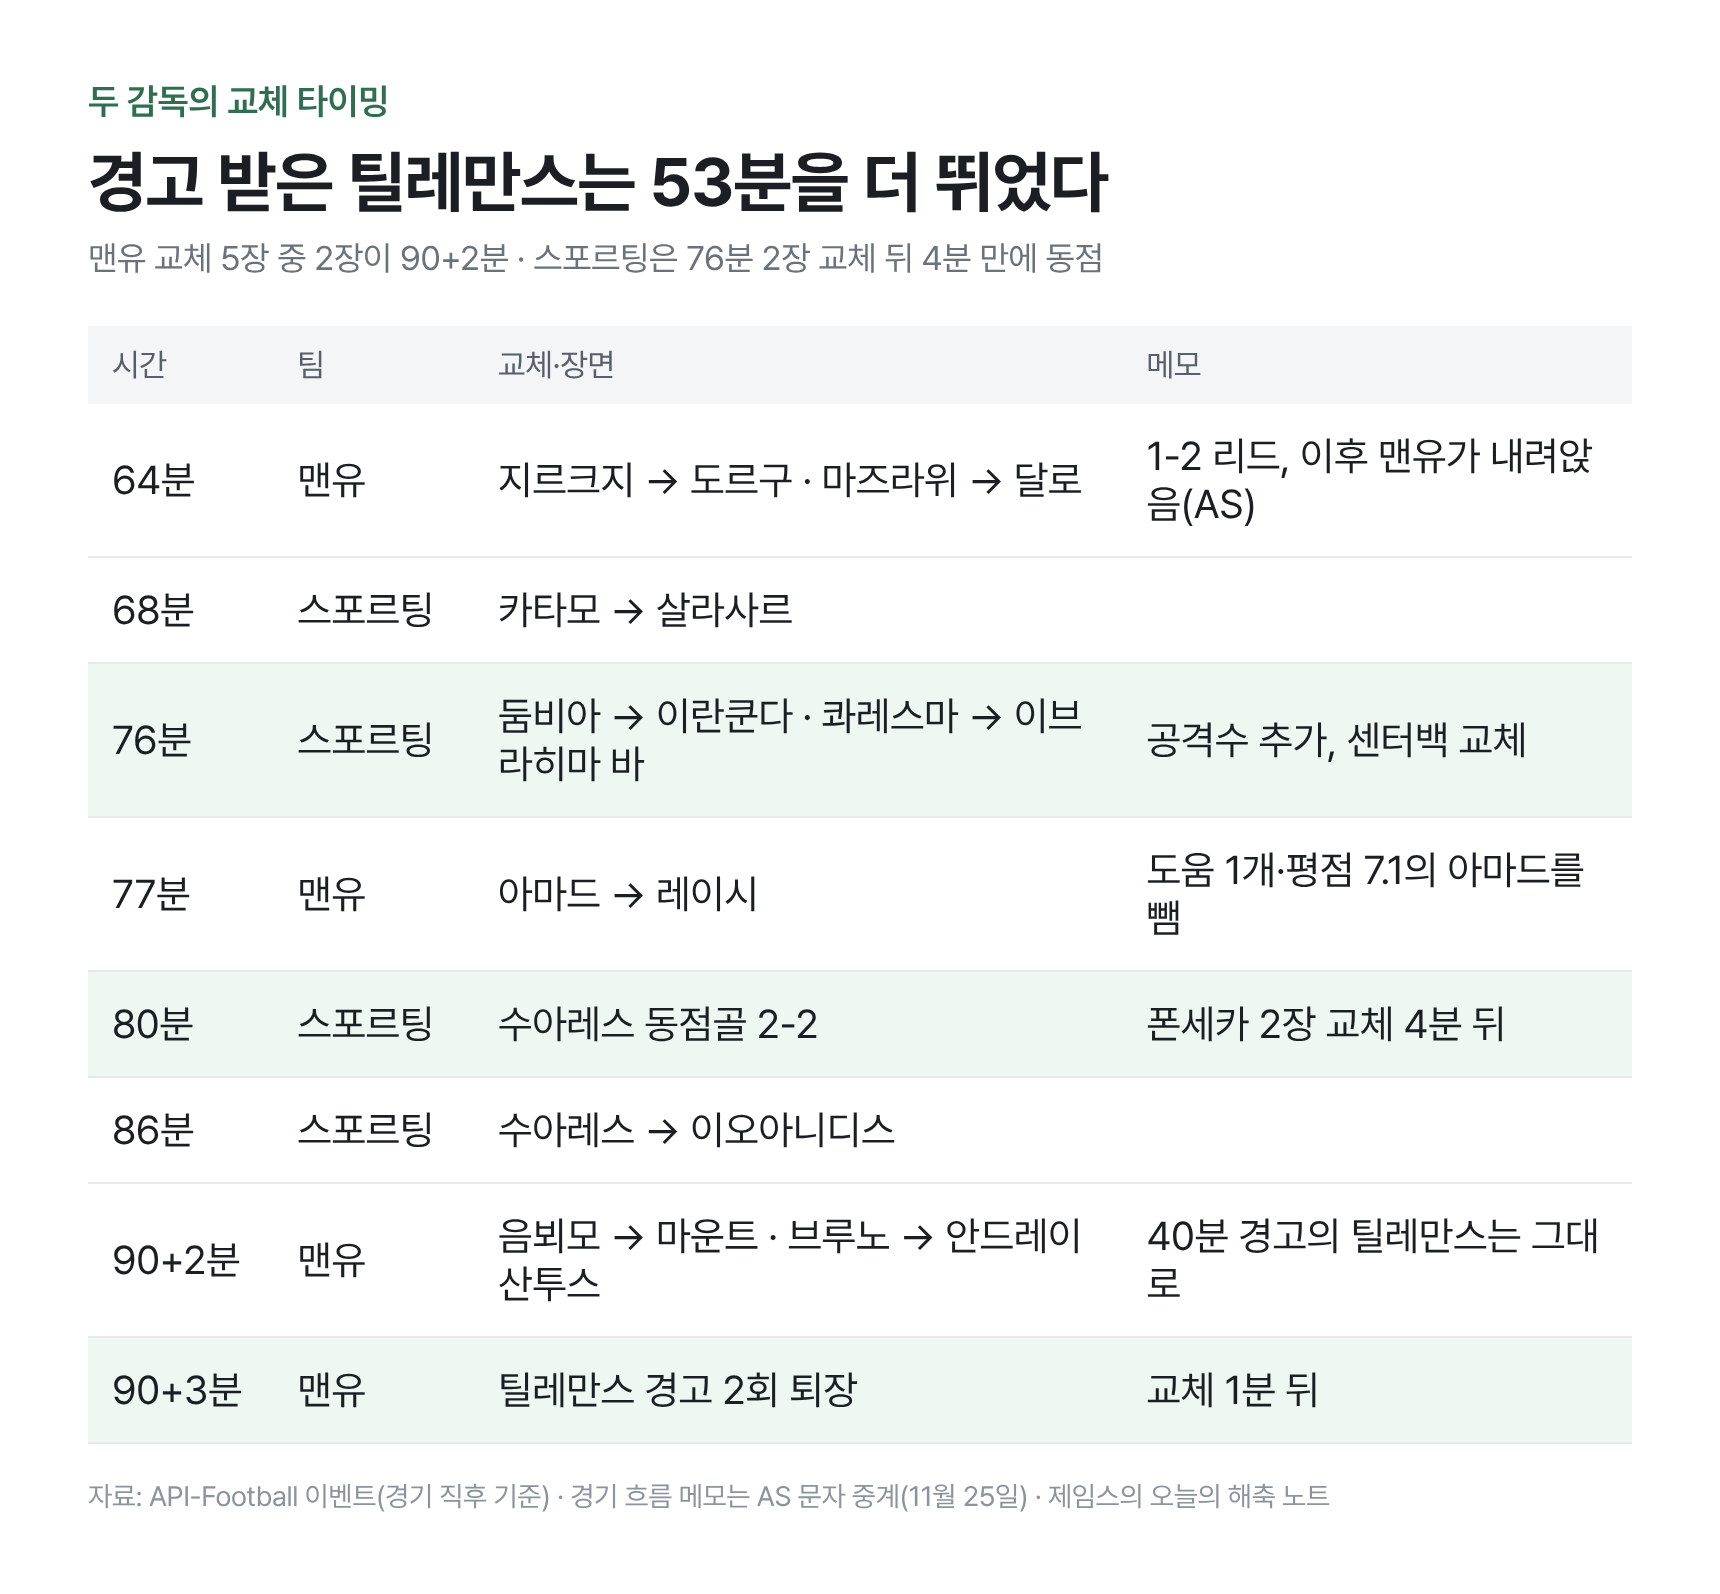 두 감독의 교체 타이밍
경고 받은 틸레만스는 53분을 더 뛰었다
맨유 교체 5장 중 2장이 90+2분 · 스포르팅은 76분 2장 교체 뒤 4분 만에 동점
시간 팀 교체·장면 메모
64분 맨유 지르크지 → 도르구 · 마즈라위 → 달로 1-2 리드, 이후 맨유가 내려앉
음(AS)
68분 스포르팅 카타모 → 살라사르
76분 스포르팅 둠비아 → 이란쿤다 · 콰레스마 → 이브
라히마 바 공격수 추가, 센터백 교체
77분 맨유 아마드 → 레이시 도움 1개·평점 7.1의 아마드를
뺌
80분 스포르팅 수아레스 동점골 2-2 폰세카 2장 교체 4분 뒤
86분 스포르팅 수아레스 → 이오아니디스
90+2분 맨유 음뵈모 → 마운트 · 브루노 → 안드레이
산투스 40분 경고의 틸레만스는 그대
로
90+3분 맨유 틸레만스 경고 2회 퇴장 교체 1분 뒤
자료: API-Football 이벤트(경기 직후 기준) · 경기 흐름 메모는 AS 문자 중계(11월 25일) · 제임스의 오늘의 해축 노트